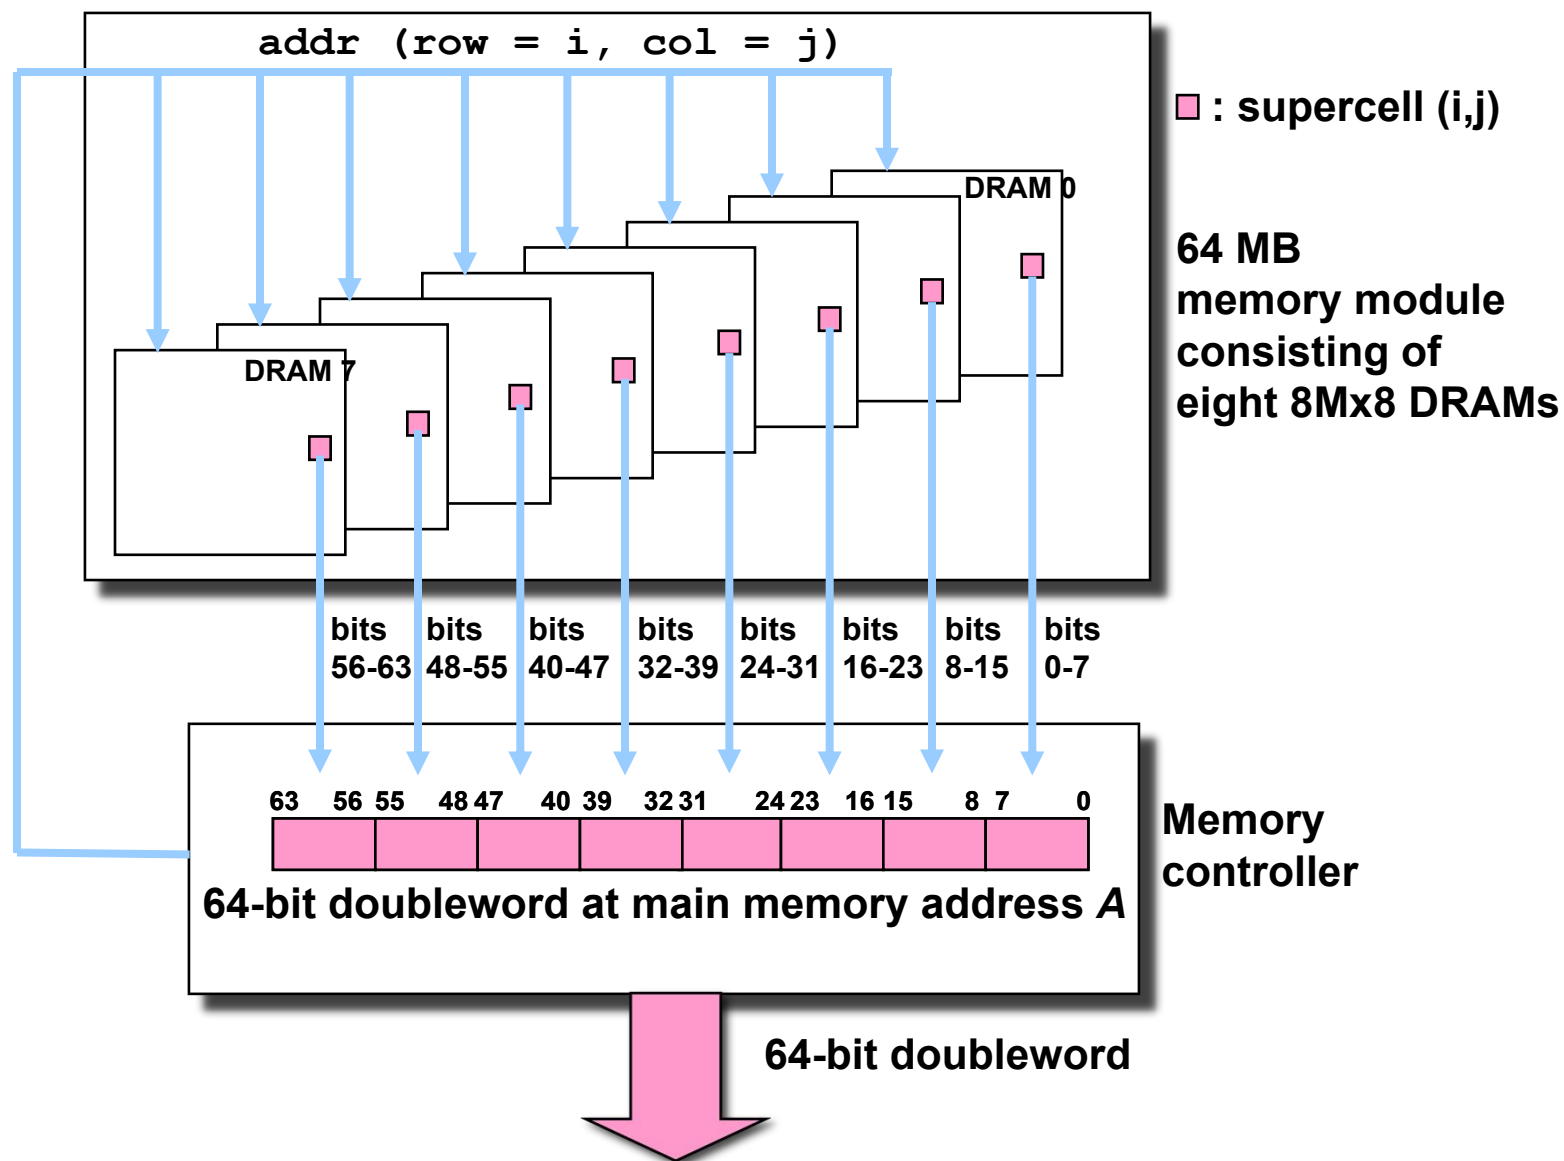 addr (row = i, col = j)
: supercell (i,j)
DRAM 0
64 MB
memory module
consisting of
eight 8Mx8 DRAMs
DRAM 7
bits bits bits bits bits bits bits bits
56-63 48-55 40-47 32-39 24-31 16-23 8-15 0-7
63 56 55 48 47 40 39 32 31 24 23 16 15 8 7 0
Memory
controller
64-bit doubleword at main memory address A
64-bit doubleword